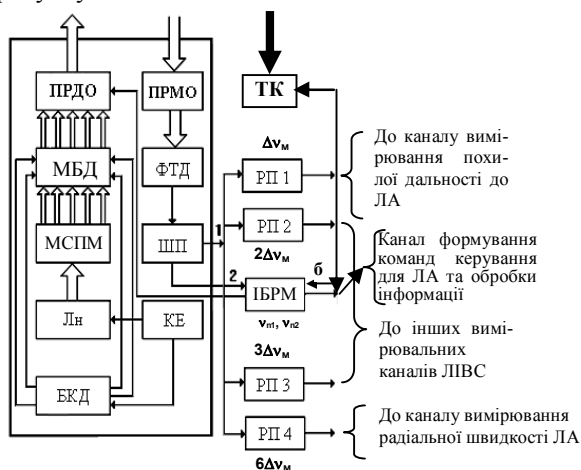 ПРДО
ПРМО
ТК
МБД
ФТД
Δνм
РП 1
До каналу вимі-
рювання похи-
лої дальності до
ЛА
МСПМ
ШП
1
РП 2
2Δνм
Канал формування
команд керування
для ЛА та обробки
інформації
2
ІБРМ
б
νп1, νп2
Лн
КЕ
До інших вимі-
рювальних
каналів ЛІВС
3Δνм
БКД
РП 3
РП 4
До каналу вимірювання
радіальної швидкості ЛА
6Δνм